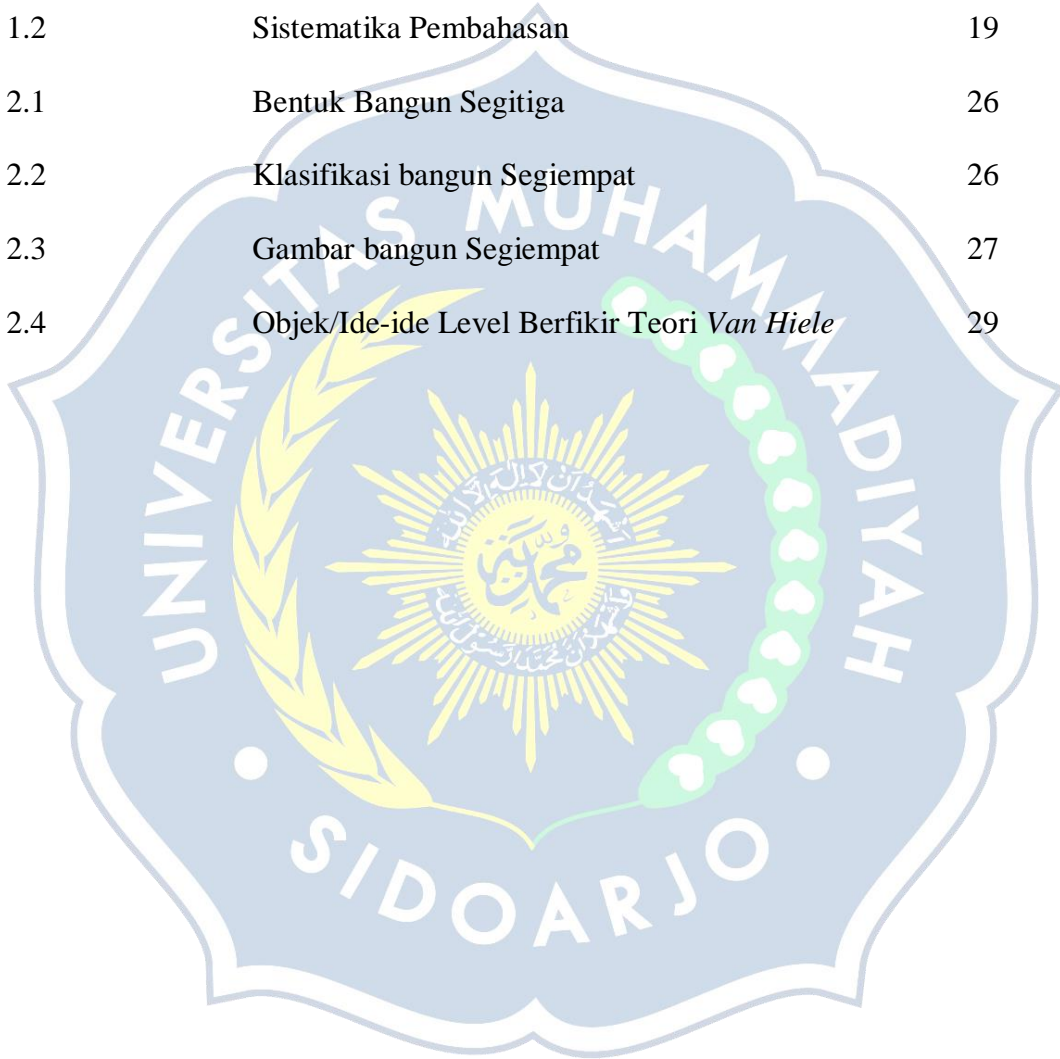 1.2 Sistematika Pembahasan 19
2.1 Bentuk Bangun Segitiga 26
2.2 Klasifikasi bangun Segiempat 26
2.3 Gambar bangun Segiempat 27
2.4 Objek/Ide-ide Level Berfikir Teori Van Hiele 29
UNIVERSITAS MUHAMMADIYAH
SIDOARJO